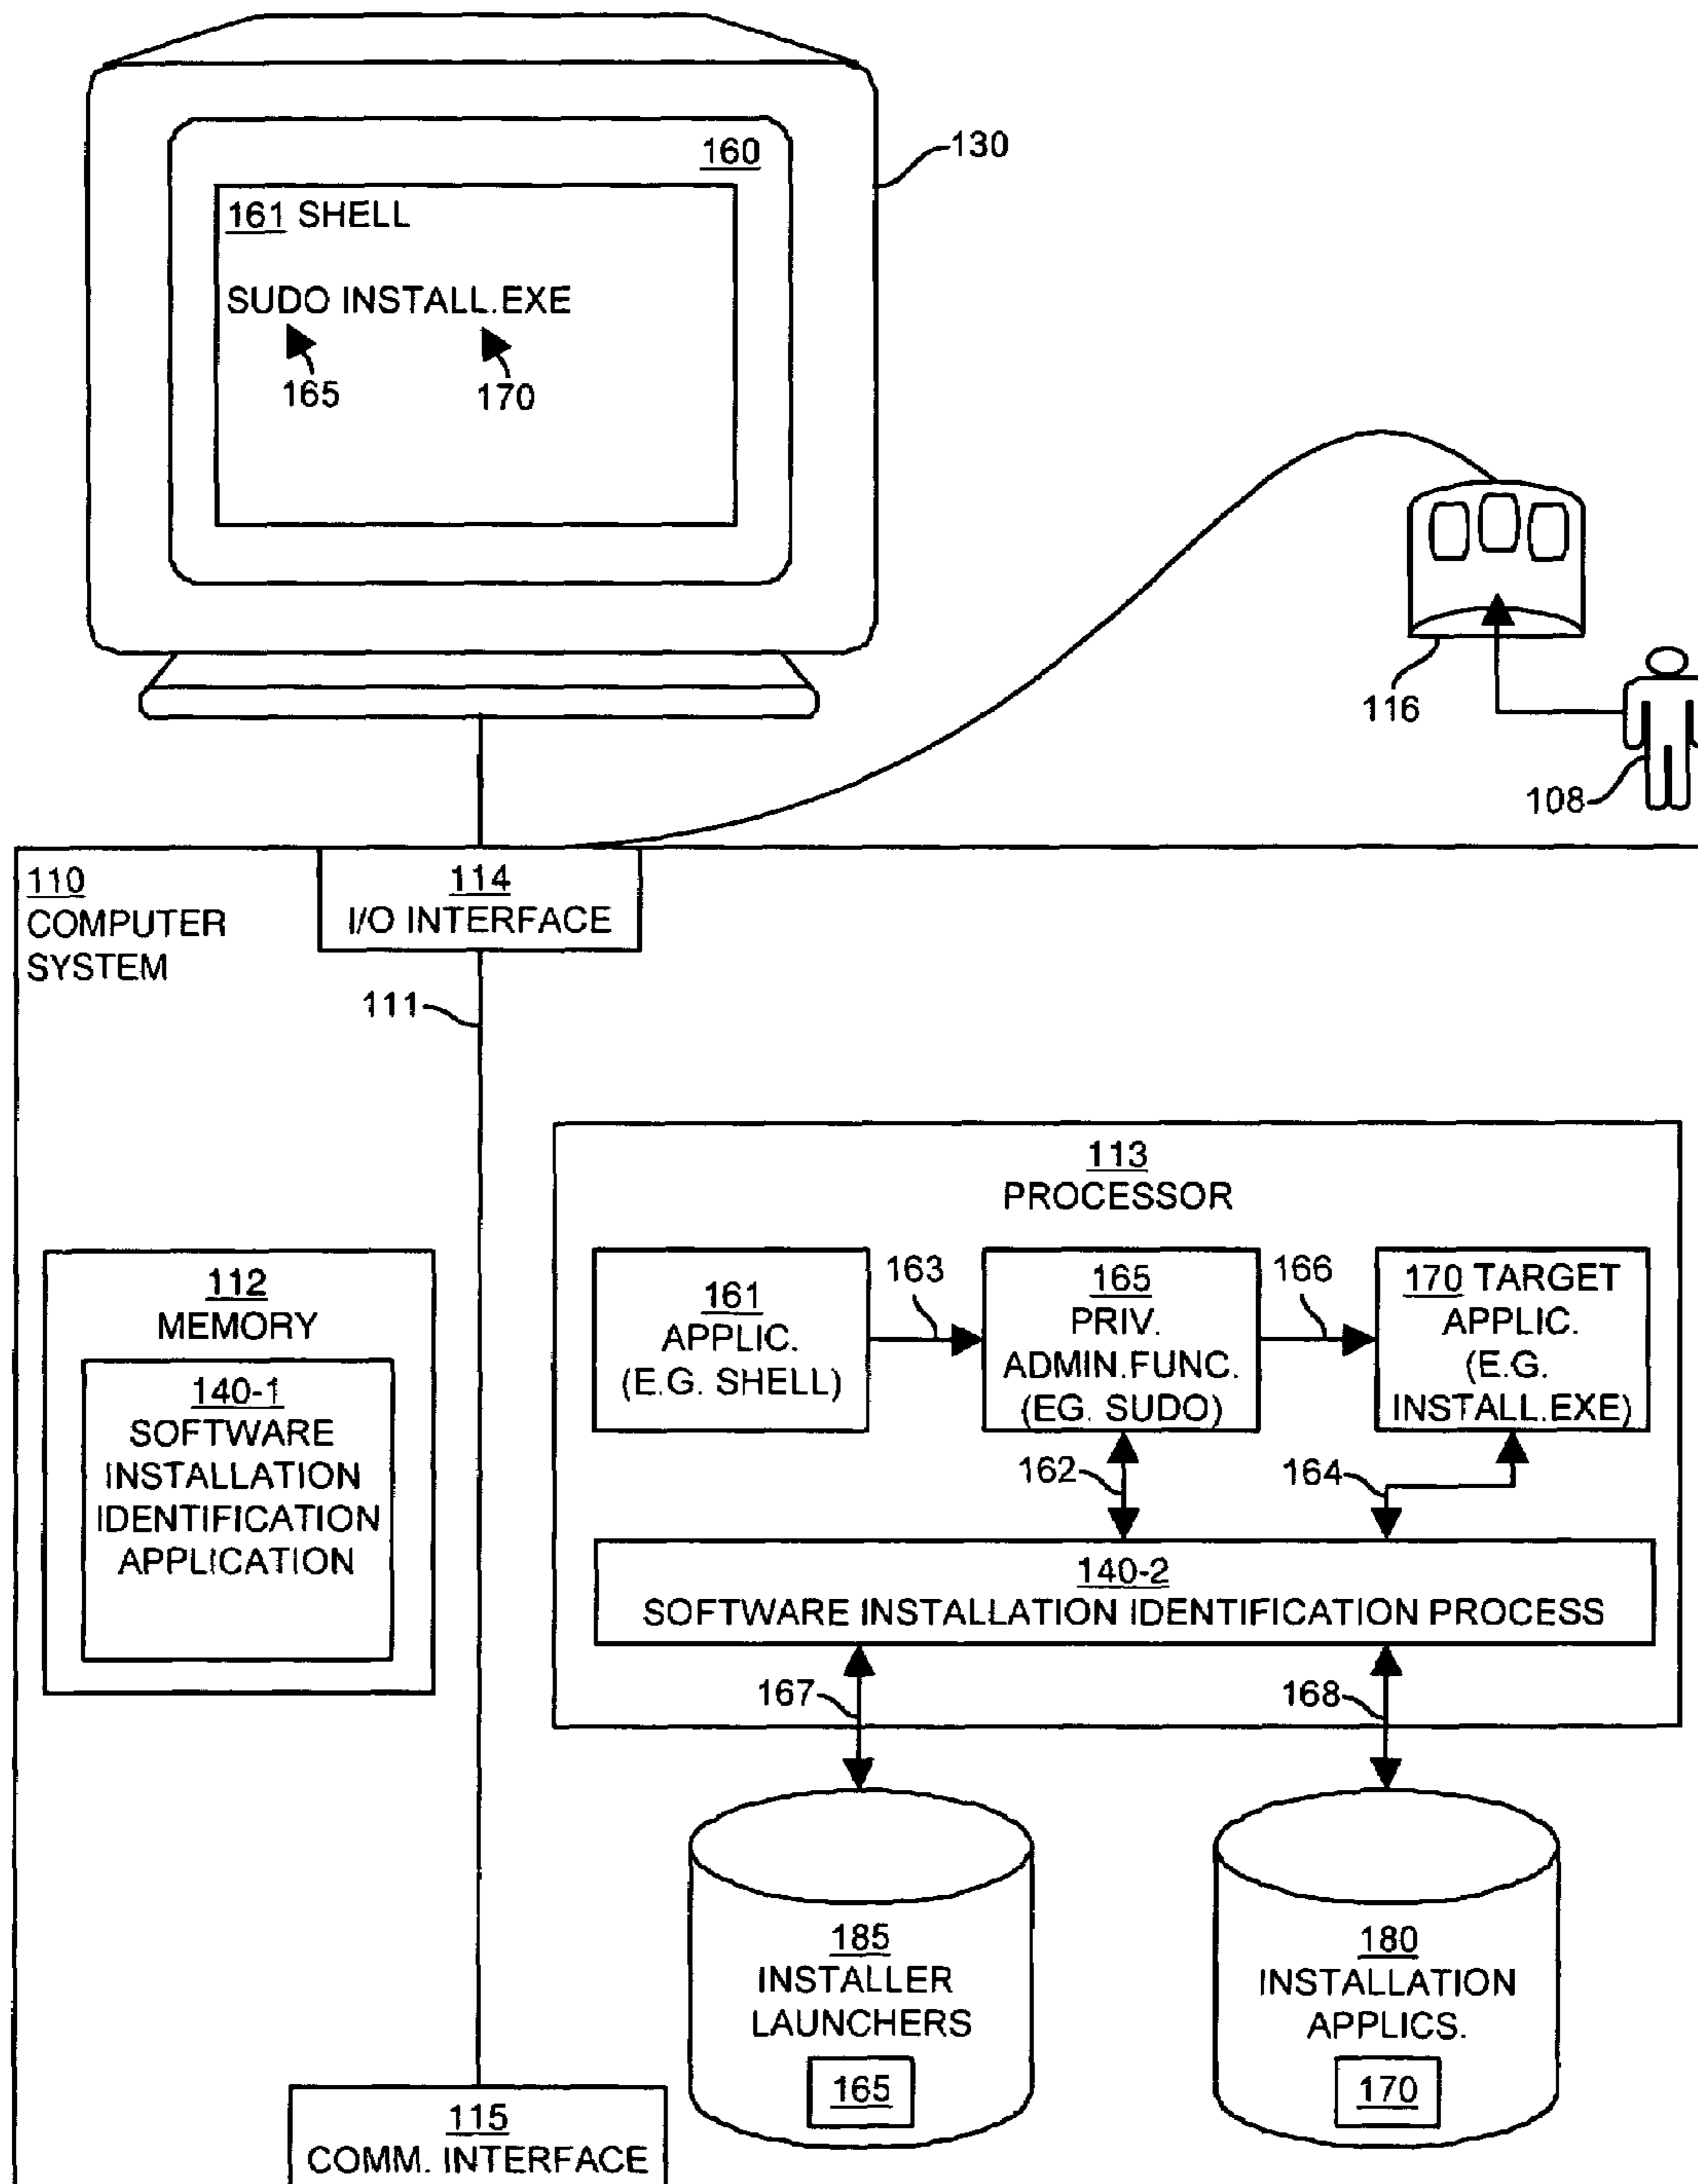 160
130
161 SHELL
SUDO INSTALL.EXE
165
170
116
108
110
COMPUTER
SYSTEM
114
I/O INTERFACE
111
113
PROCESSOR
112
MEMORY
140-1
SOFTWARE
INSTALLATION
IDENTIFICATION
APPLICATION
161
APPLIC.
(E.G. SHELL)
163
165
PRIV.
ADMIN.FUNC.
(EG. SUDO)
166
170 TARGET
APPLIC.
(E.G.
INSTALL.EXE)
162
164
140-2
SOFTWARE INSTALLATION IDENTIFICATION PROCESS
167
168
185
INSTALLER
LAUNCHERS
165
180
INSTALLATION
APPLICS.
170
115
COMM. INTERFACE